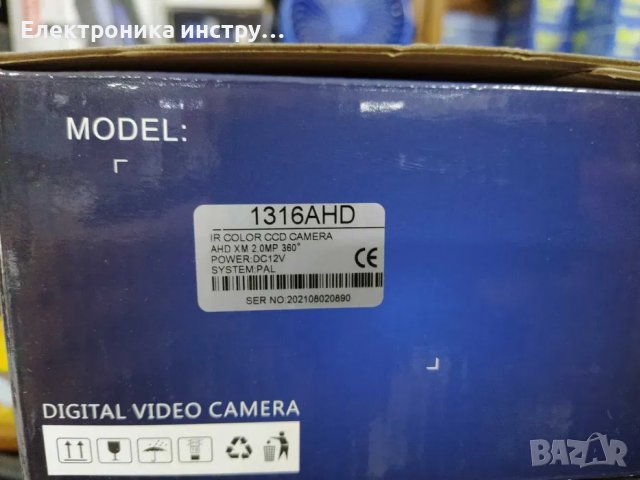 Електроника инстру...
MODEL:
1316AHD
IR COLOR CCD CAMERA
AHD XM 2.0MP 360°
POWER:DC12V
SYSTEM:PAL
CE
SER NO:202108020890
DIGITAL VIDEO CAMERA
BAZAR